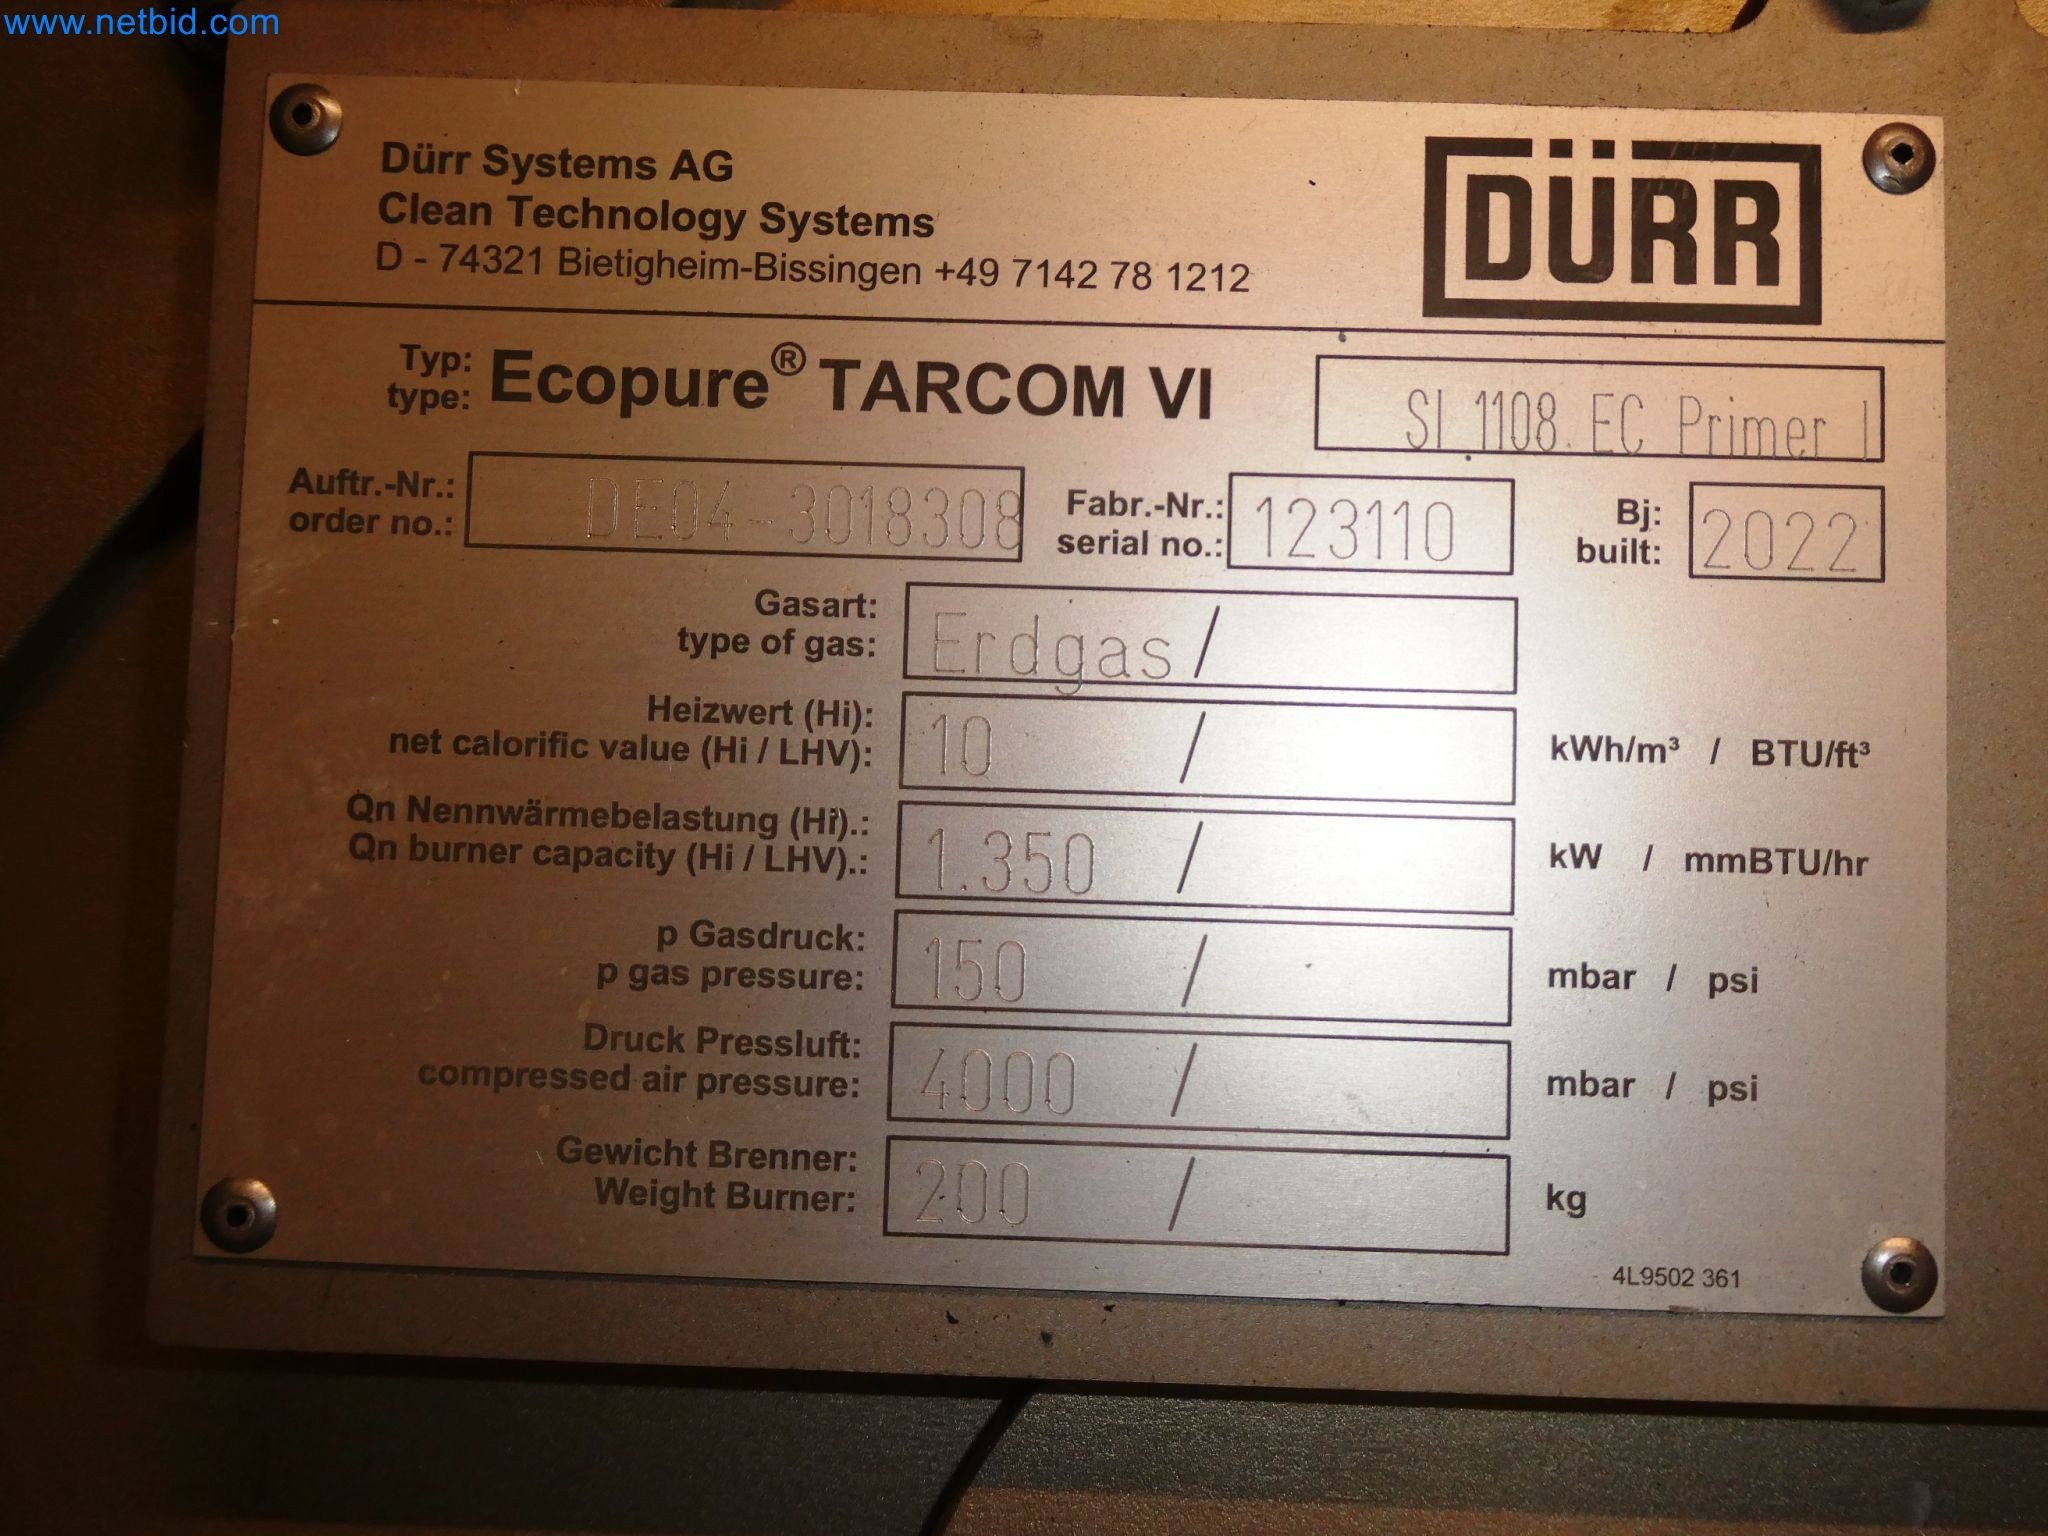 www.netbid.com
Dürr Systems AG
Clean Technology Systems
D - 74321 Bietigheim-Bissingen +49 7142 78 1212
DÜRR
Typ:
type: Ecopure® TARCOM VI
SI 1108 EC Primer I
Auftr.-Nr.:
order no.: DE04-3018308
Fabr.-Nr.:
serial no.: 123110
Bj:
built: 2022
Gasart:
type of gas: Erdgas /
Heizwert (Hi):
net calorific value (Hi / LHV): 10 / kWh/m³ / BTU/ft³
Qn Nennwärmebelastung (Hi).:
Qn burner capacity (Hi / LHV).: 1.350 / kW / mmBTU/hr
p Gasdruck:
p gas pressure: 150 / mbar / psi
Druck Pressluft:
compressed air pressure: 4000 / mbar / psi
Gewicht Brenner:
Weight Burner: 200 / kg
4L9502 361